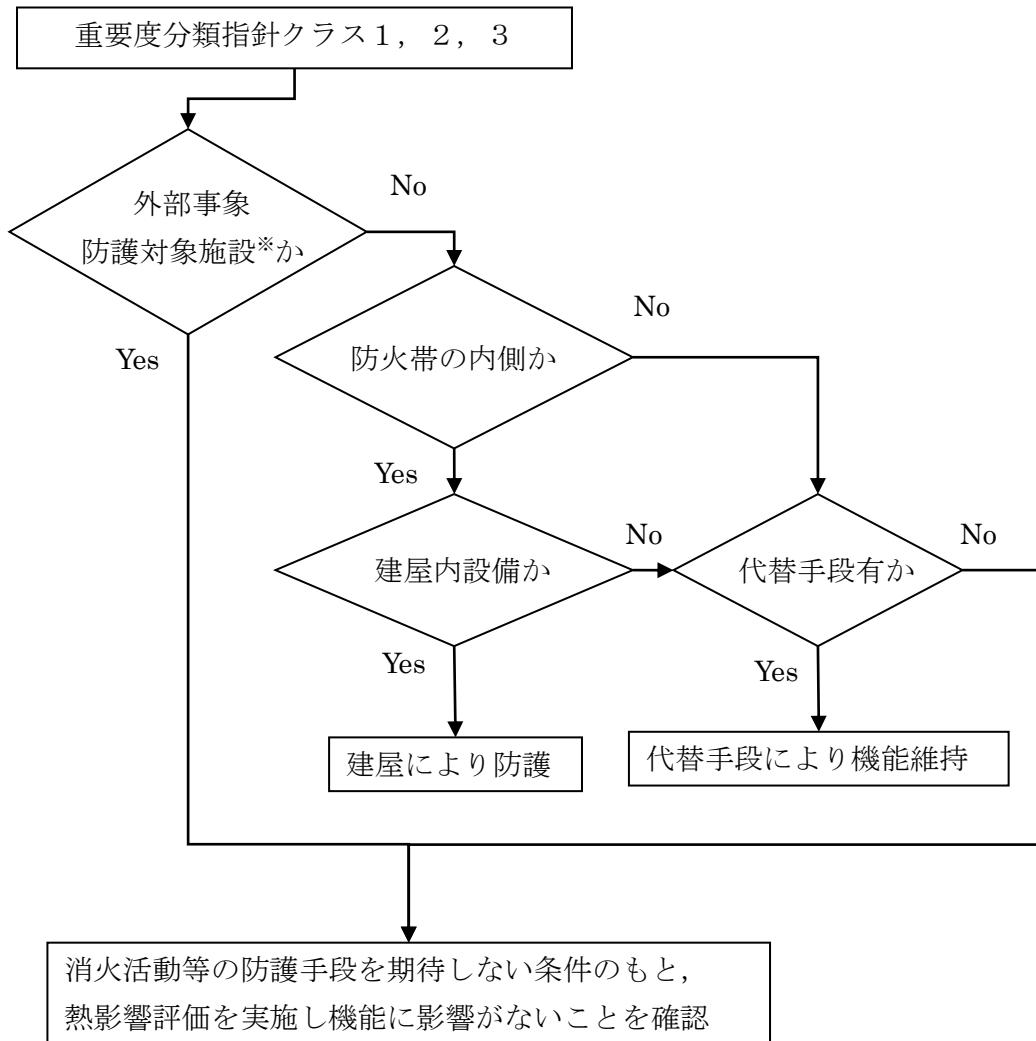 重要度分類指針クラス１，２，３
外部事象
防護対象施設※か
No
Yes
防火帯の内側か
No
Yes
建屋内設備か
No
代替手段有か
No
Yes
Yes
建屋により防護
代替手段により機能維持
消火活動等の防護手段を期待しない条件のもと，
熱影響評価を実施し機能に影響がないことを確認